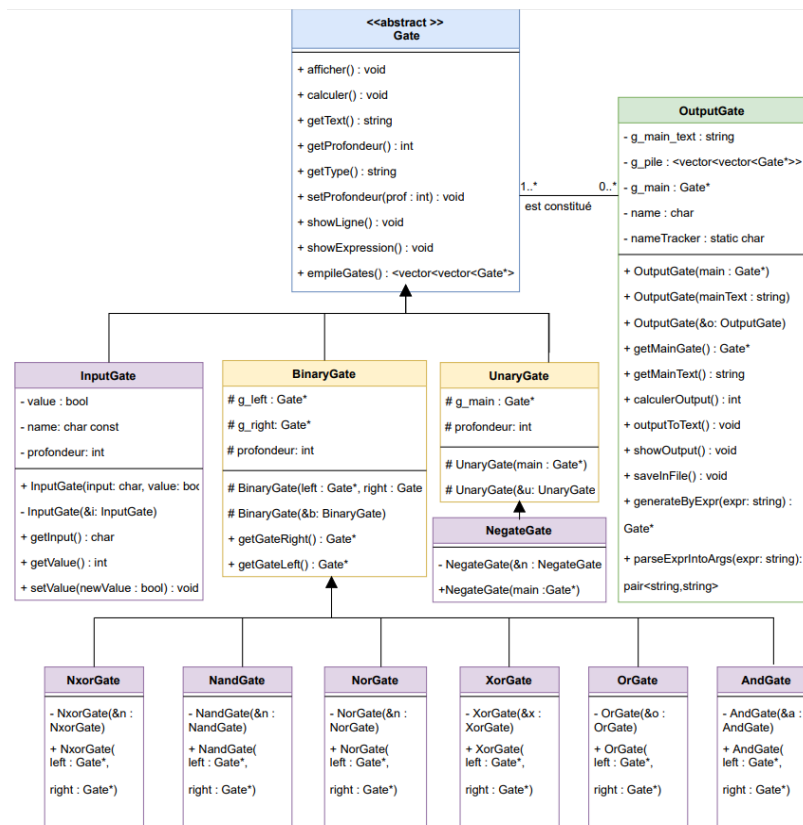 <<abstract >>
Gate
+ afficher() : void
+ calculer() : void
+ getText() : string
+ getProfondeur() : int
+ getType() : string
+ setProfondeur(prof : int) : void
+ showLigne() : void
+ showExpression() : void
+ empileGates() : <vector<vector<Gate*>
1..*
0..*
est constitué
OutputGate
- g_main_text : string
- g_pile : <vector<vector<Gate*>>
- g_main : Gate*
- name : char
- nameTracker : static char
+ OutputGate(main : Gate*)
+ OutputGate(mainText : string)
+ OutputGate(&o: OutputGate)
+ getMainGate() : Gate*
+ getMainText() : string
+ calculerOutput() : int
+ outputToText() : void
+ showOutput() : void
+ saveInFile() : void
+ generateByExpr(expr: string) :
Gate*
+ parseExprIntoArgs(expr: string):
pair<string,string>
InputGate
- value : bool
- name: char const
- profondeur: int
+ InputGate(input: char, value: boo
- InputGate(&i: InputGate)
+ getInput() : char
+ getValue() : int
+ setValue(newValue : bool) : void
BinaryGate
# g_left : Gate*
# g_right: Gate*
# profondeur: int
# BinaryGate(left : Gate*, right : Gate
# BinaryGate(&b: BinaryGate)
+ getGateRight() : Gate*
+ getGateLeft() : Gate*
UnaryGate
# g_main : Gate*
# profondeur: int
# UnaryGate(main : Gate*)
# UnaryGate(&u: UnaryGate
NegateGate
- NegateGate(&n : NegateGate
+NegateGate(main :Gate*)
NxorGate
- NxorGate(&n :
NxorGate)
+ NxorGate(
left : Gate*,
right : Gate*)
NandGate
- NandGate(&n :
NandGate)
+ NandGate(
left : Gate*,
right : Gate*)
NorGate
- NorGate(&n :
NorGate)
+ NorGate(
left : Gate*,
right : Gate*)
XorGate
- XorGate(&x :
XorGate)
+ XorGate(
left : Gate*,
right : Gate*)
OrGate
- OrGate(&o :
OrGate)
+ OrGate(
left : Gate*,
right : Gate*)
AndGate
- AndGate(&a :
AndGate)
+ AndGate(
left : Gate*,
right : Gate*)